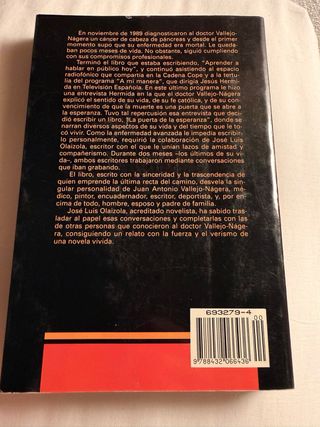 En noviembre de 1989 diagnosticaron al doctor Vallejo-
Nágera un cáncer de cabeza de páncreas y desde el primer
momento supo que su enfermedad era mortal. Le queda-
ban pocos meses de vida. No obstante, siguió cumpliendo
con sus compromisos profesionales.
Terminó el libro que estaba escribiendo, "Aprender a
hablar en público hoy", y continuó asistiendo al espacio
radiofónico que compartía en la Cadena Cope y a la tertu-
lia del programa "A mi manera", que dirigía Jesús Hermi-
da en Televisión Española. En este último programa le hizo
una entrevista Hermida en la que el doctor Vallejo-Nágera
explicó el sentido de su vida, de su fe católica, y de su con-
vencimiento de que la muerte es una puerta que se abre a
la esperanza. Tuvo tal repercusión esa entrevista que deci-
dió escribir un libro, "La puerta de la esperanza", donde se
narran diversos aspectos de su vida y del tiempo que le to-
có vivir. Como la enfermedad avanzada le impedía escribir-
lo personalmente, requirió la colaboración de José Luis
Olaizola, escritor con el que le unían lazos de amistad y
compañerismo. Durante dos meses -los últimos de su vi-
da-, ambos escritores trabajaron mediante conversaciones
que iban grabando.
El libro, escrito con la sinceridad y la trascendencia de
quien emprende la última recta del camino, desvela la sin-
gular personalidad de Juan Antonio Vallejo-Nágera, mé-
dico, pintor, encuadernador, escritor, deportista, y, por en-
cima de todo, hombre, esposo y padre de familia.
José Luis Olaizola, acreditado novelista, ha sabido tras-
ladar al papel esas conversaciones y completarlas con las
de otras personas que conocieron al doctor Vallejo-Náge-
ra, consiguiendo un relato con la fuerza y el verismo de
una novela vivida.
693279-4
00
9 788432 066436